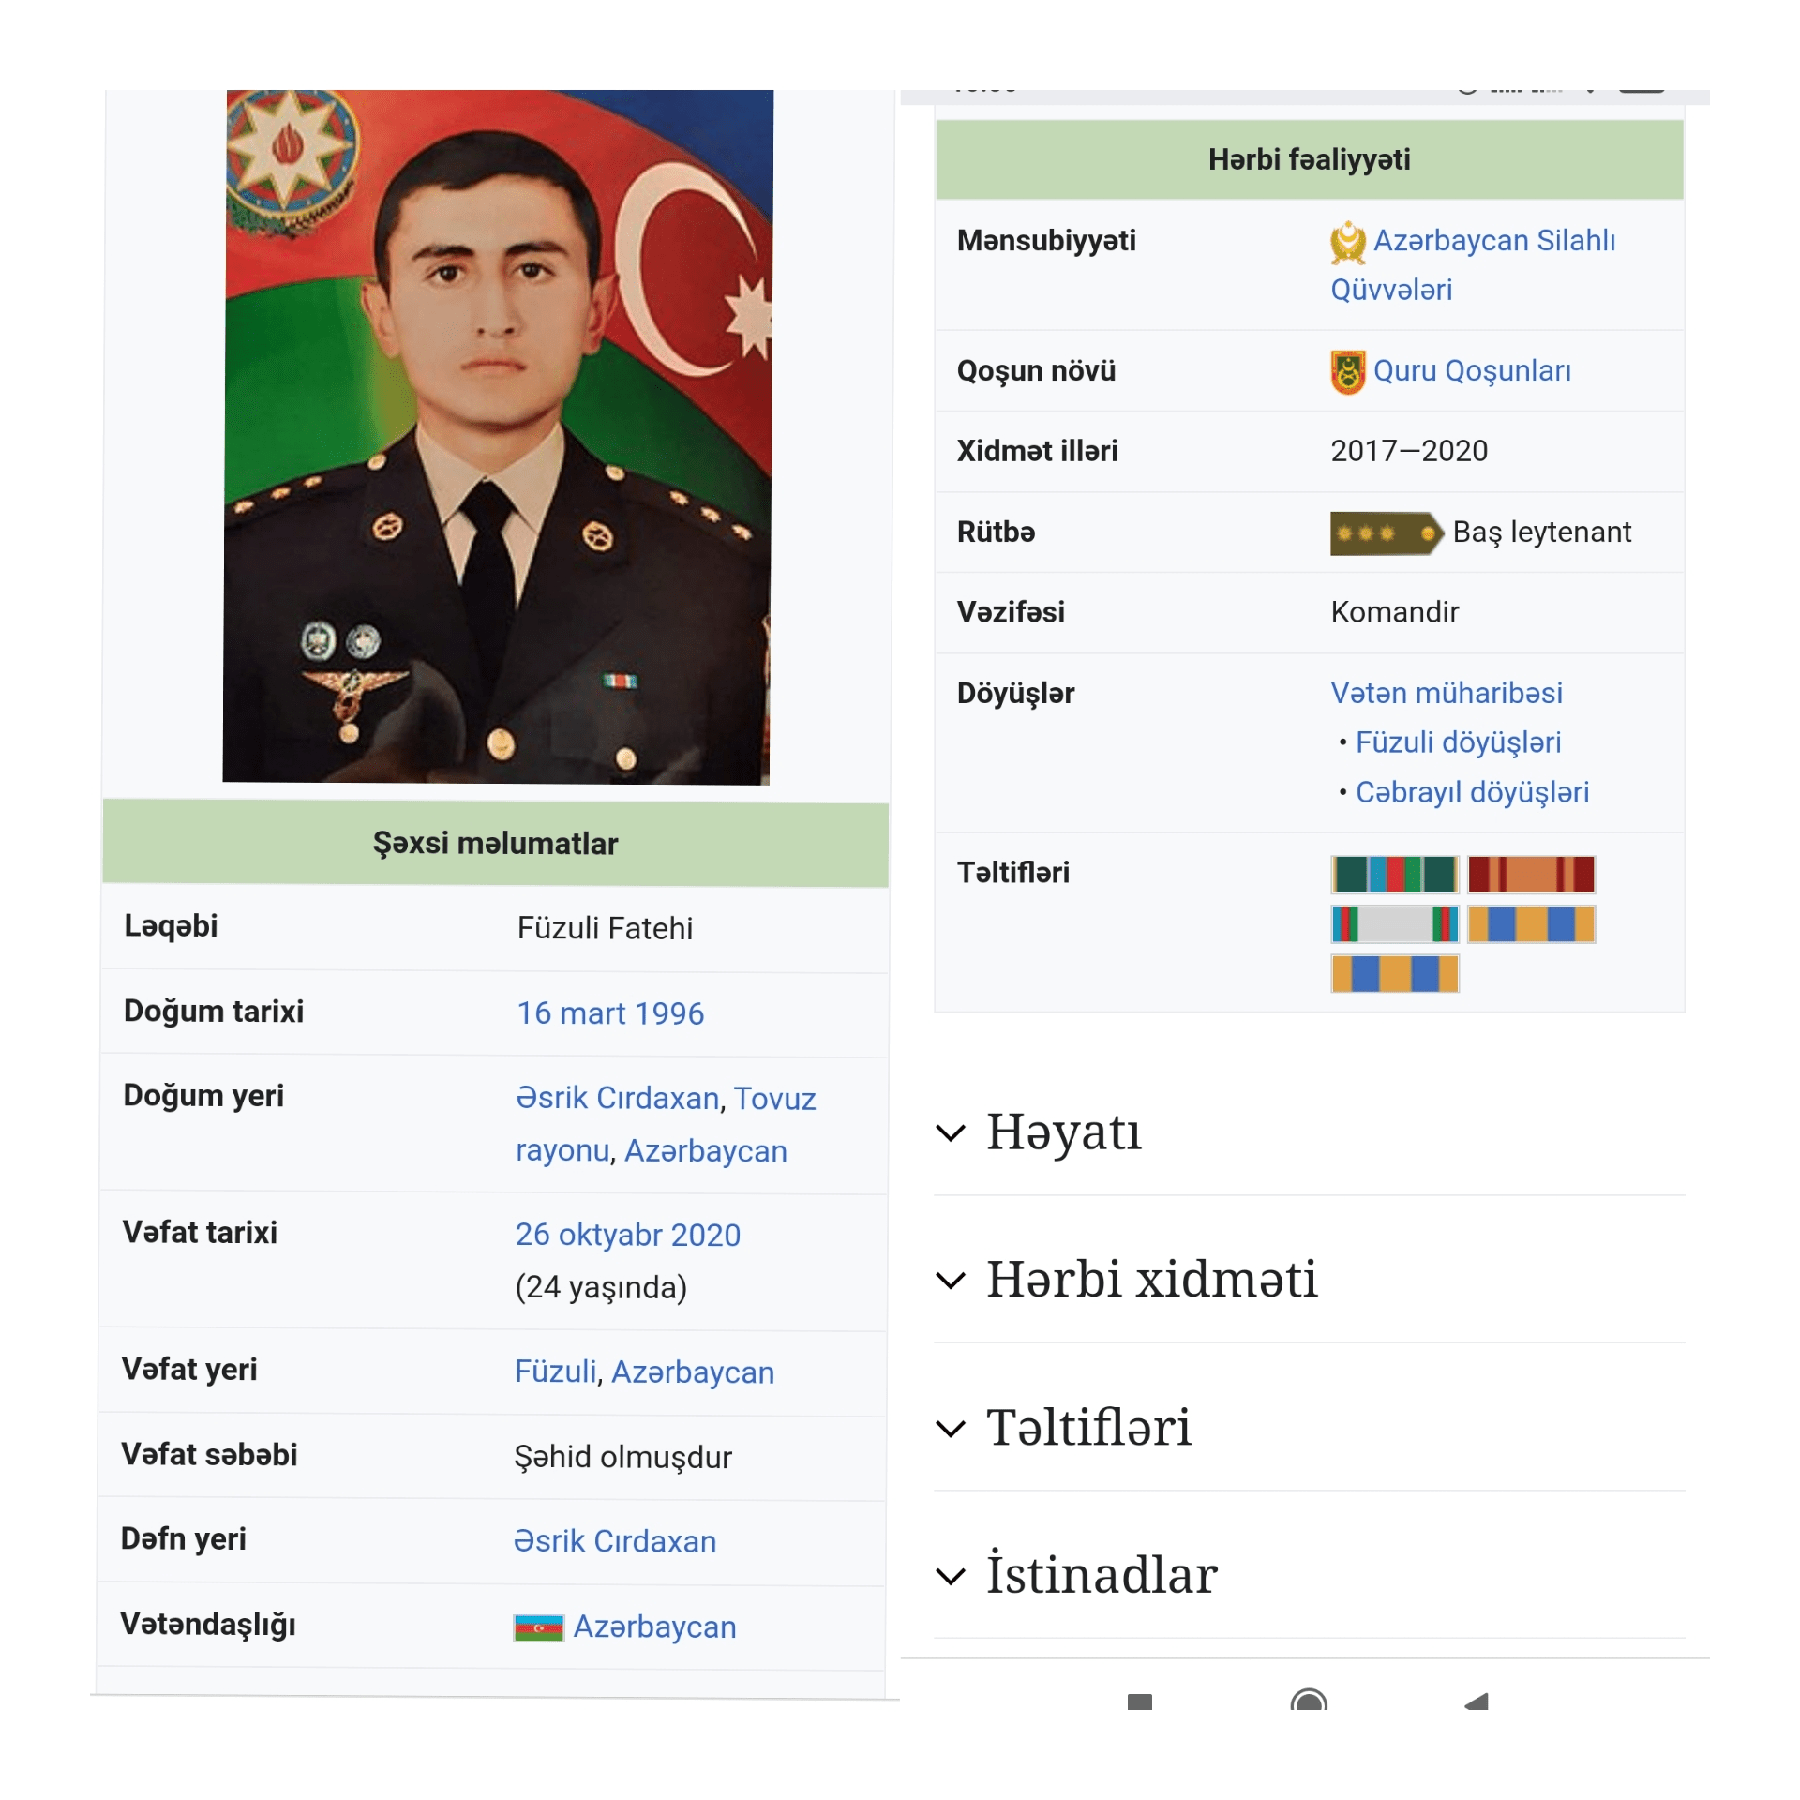 Şəxsi məlumatlar
Ləqəbi Füzuli Fatehi
Doğum tarixi 16 mart 1996
Doğum yeri Əsrik Cırdaxan, Tovuz
rayonu, Azərbaycan
Vəfat tarixi 26 oktyabr 2020
(24 yaşında)
Vəfat yeri Füzuli, Azərbaycan
Vəfat səbəbi Şəhid olmuşdur
Dəfn yeri Əsrik Cırdaxan
Vətəndaşlığı Azərbaycan
Hərbi fəaliyyəti
Mənsubiyyəti Azərbaycan Silahlı
Qüvvələri
Qoşun növü Quru Qoşunları
Xidmət illəri 2017—2020
Rütbə Baş leytenant
Vəzifəsi Komandir
Döyüşlər Vətən müharibəsi
• Füzuli döyüşləri
• Cəbrayıl döyüşləri
Təltifləri
Həyatı
Hərbi xidməti
Təltifləri
İstinadlar